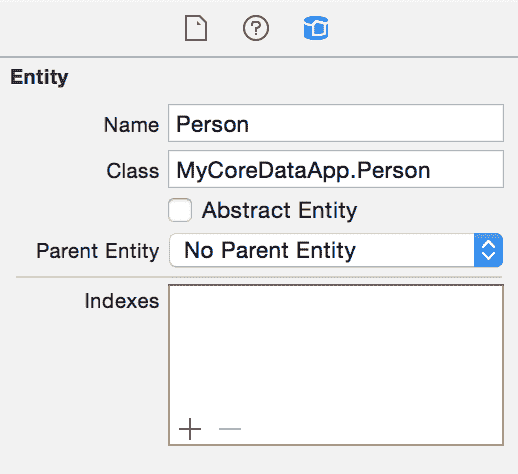 Entity
Name Person
Class MyCoreDataApp.Person
Abstract Entity
Parent Entity No Parent Entity
Indexes